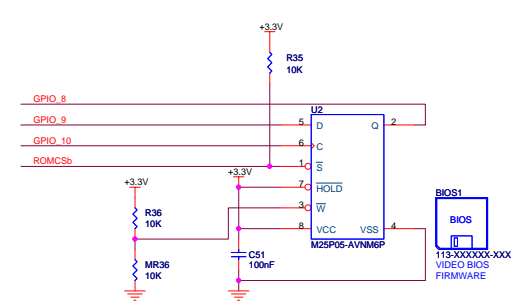 +3.3V
R35
10K
GPIO_8
GPIO_9
GPIO_10
ROMCSb
U2
5 D Q 2
6 C
1 S
7 HOLD
3 W
8 VCC VSS 4
M25P05-AVNM6P
+3.3V
+3.3V
R36
10K
MR36
10K
C51
100nF
BIOS1
BIOS
113-XXXXXX-XXX
VIDEO BIOS
FIRMWARE